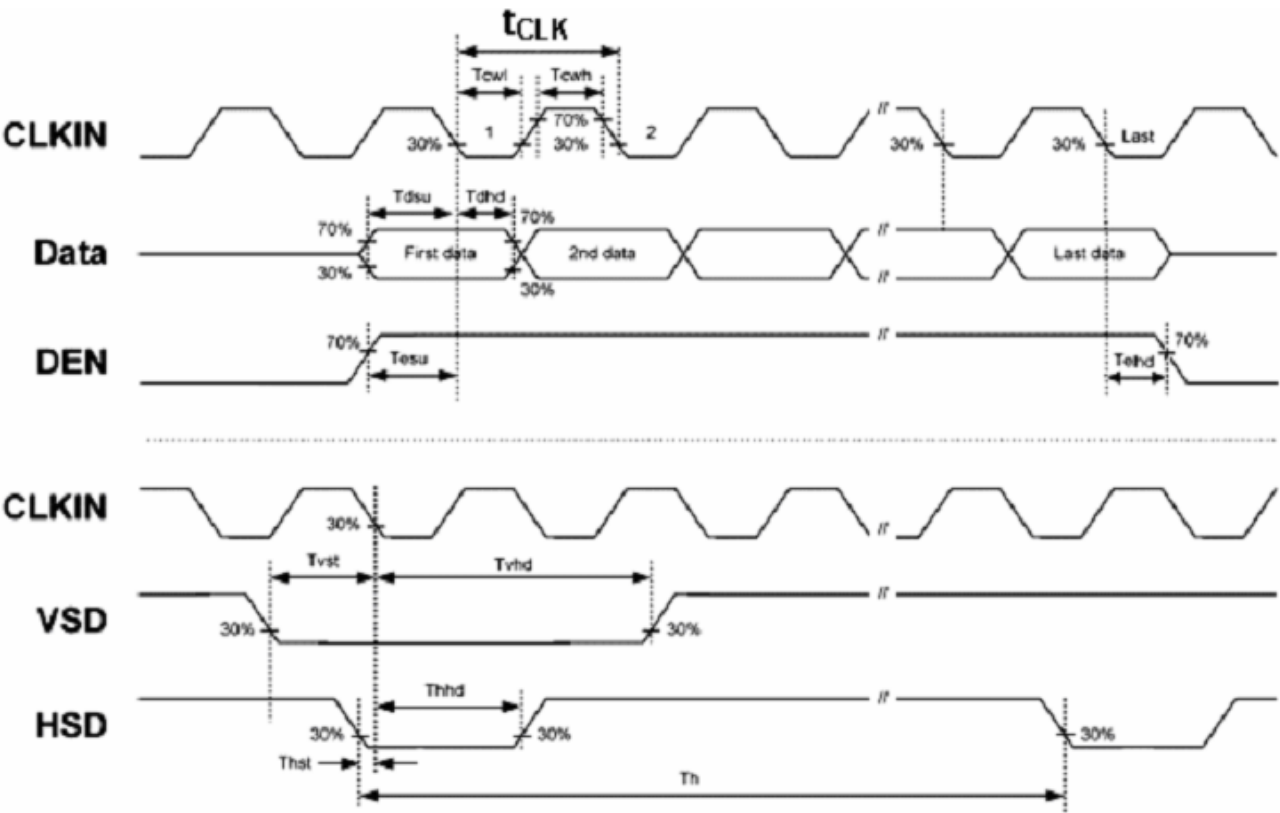 tCLK
Tcwl Tcwh
CLKIN 30% 1 70% 30% 2 30% 30% Last
Tdsu Tdhd
70% 70%
Data First data 2nd data Last data
30% 30%
DEN 70% Tesu 70% Tehd
CLKIN 30%
Tvst Tvhd
VSD 30% 30%
Thhd
HSD 30% 30% 30%
Thst
Th